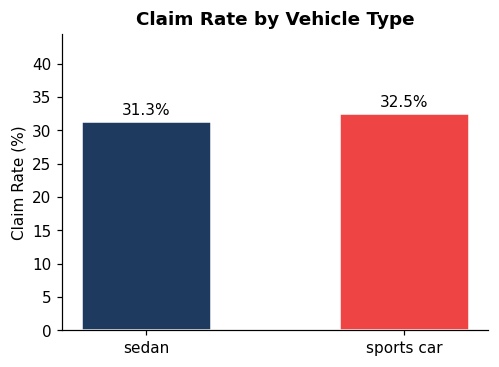 Claim Rate by Vehicle Type
Claim Rate (%)
40
35
30
25
20
15
10
5
0
31.3%
32.5%
sedan
sports car